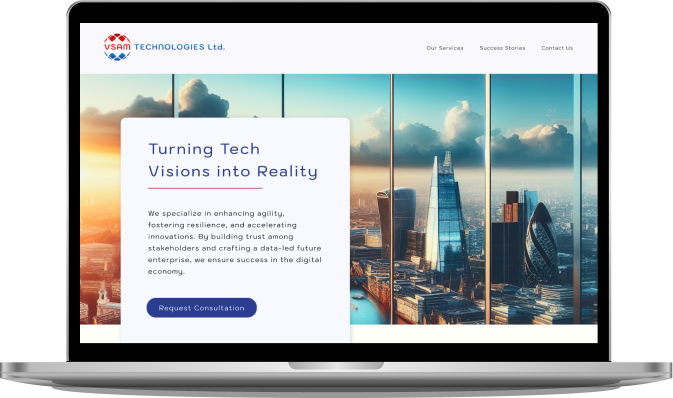 VSAM TECHNOLOGIES Ltd.
Our Services
Success Stories
Contact Us
Turning Tech
Visions into Reality
We specialize in enhancing agility,
fostering resilience, and accelerating
innovations. By building trust among
stakeholders and crafting a data-led future
enterprise, we ensure success in the digital
economy.
Request Consultation